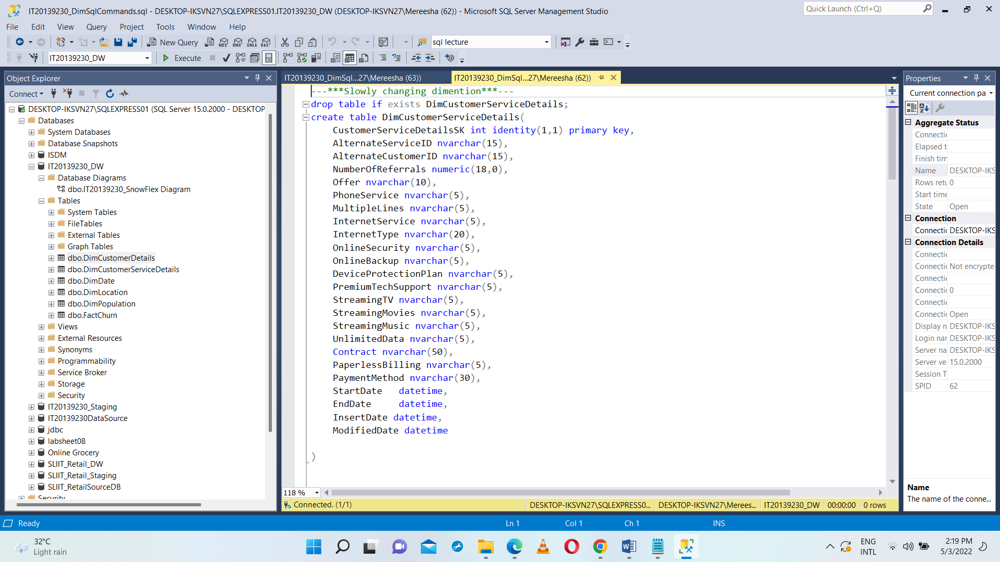 IT20139230_DimSqlCommands.sql - DESKTOP-IKSVN27\SQLEXPRESS01.IT20139230_DW (DESKTOP-IKSVN27\Mereesha (62)) - Microsoft SQL Server Management Studio
Quick Launch (Ctrl+Q)
File Edit View Query Project Tools Window Help
New Query MDX DMX XMLA DAX sql lecture
IT20139230_DW Execute
Object Explorer
Connect
DESKTOP-IKSVN27\SQLEXPRESS01 (SQL Server 15.0.2000 - DESKTOP
Databases
System Databases
Database Snapshots
ISDM
IT20139230_DW
Database Diagrams
dbo.IT20139230_SnowFlex Diagram
Tables
System Tables
FileTables
External Tables
Graph Tables
dbo.DimCustomerDetails
dbo.DimCustomerServiceDetails
dbo.DimDate
dbo.DimLocation
dbo.DimPopulation
dbo.FactChurn
Views
External Resources
Synonyms
Programmability
Service Broker
Storage
Security
IT20139230_Staging
IT20139230DataSource
jdbc
labsheet08
Online Grocery
SLIIT_Retail_DW
SLIIT_Retail_Staging
SLIIT_RetailSourceDB
Security
IT20139230_DimSql...27\Mereesha (63))
IT20139230_DimSql...27\Mereesha (62))
---***Slowly changing dimention***---
drop table if exists DimCustomerServiceDetails;
create table DimCustomerServiceDetails(
CustomerServiceDetailsSK int identity(1,1) primary key,
AlternateServiceID nvarchar(15),
AlternateCustomerID nvarchar(15),
NumberOfReferrals numeric(18,0),
Offer nvarchar(10),
PhoneService nvarchar(5),
MultipleLines nvarchar(5),
InternetService nvarchar(5),
InternetType nvarchar(20),
OnlineSecurity nvarchar(5),
OnlineBackup nvarchar(5),
DeviceProtectionPlan nvarchar(5),
PremiumTechSupport nvarchar(5),
StreamingTV nvarchar(5),
StreamingMovies nvarchar(5),
StreamingMusic nvarchar(5),
UnlimitedData nvarchar(5),
Contract nvarchar(50),
PaperlessBilling nvarchar(5),
PaymentMethod nvarchar(30),
StartDate datetime,
EndDate datetime,
InsertDate datetime,
ModifiedDate datetime
)
118 %
Connected. (1/1)
DESKTOP-IKSVN27\SQLEXPRESS0... DESKTOP-IKSVN27\Merees... IT20139230_DW 00:00:00 0 rows
Properties
Current connection pa
Aggregate Status
Connectic
Elapsed t
Finish tim
Name DESKTOP-IKS
Rows retu 0
Start time
State Open
Connection
Connectic DESKTOP-IKS
Connection Details
Connectic
Connectic Not encrypte
Connectic
Connectic 0
Connectic
Connectic Open
Display n DESKTOP-IKS
Login nar DESKTOP-IKS
Server na DESKTOP-IKS
Server ve 15.0.2000
Session T
SPID 62
Name
The name of the conne...
Ready Ln 1 Col 1 Ch 1 INS
32°C
Light rain
ENG
INTL
2:19 PM
5/3/2022